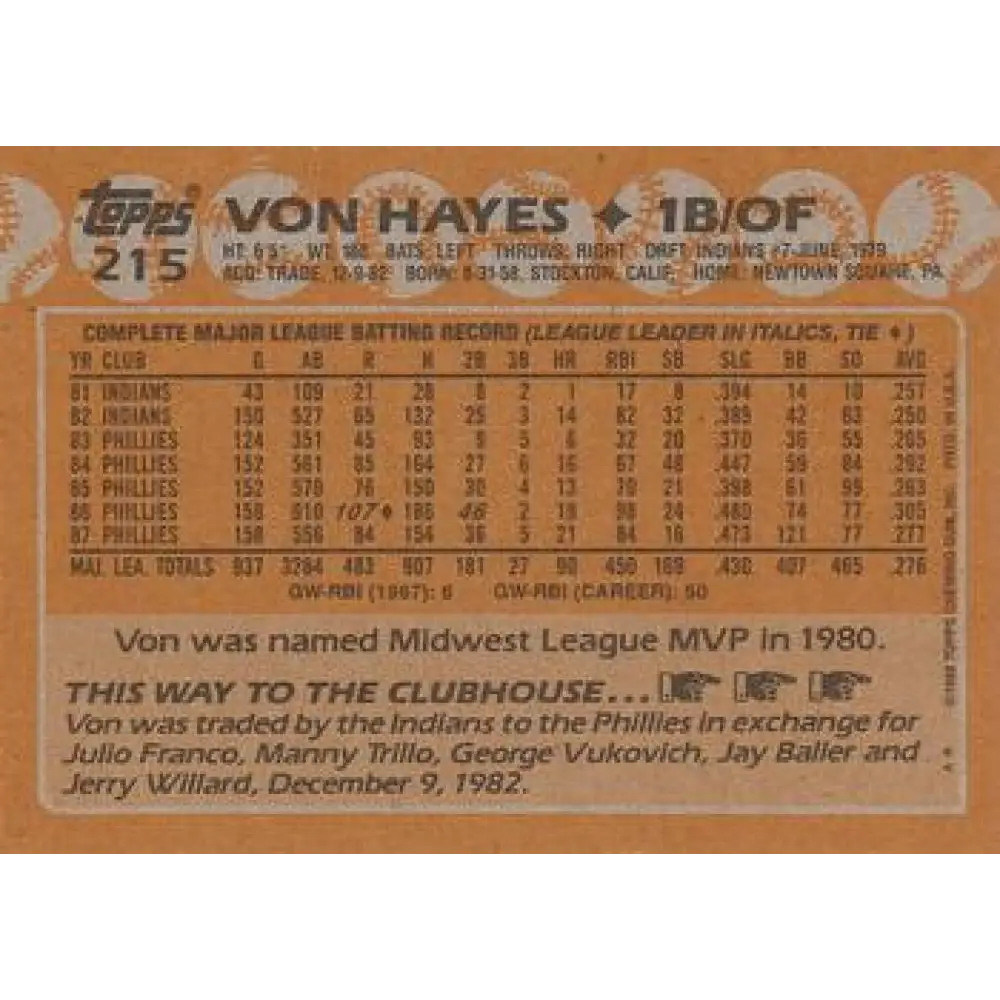 Topps VON HAYES ✦ 1B/OF
215 HT: 6'5" WT: 180 BATS: LEFT THROWS: RIGHT DRFT: INDIANS #7-JUNE, 1979
ACQ: TRADE, 12-9-82 BORN: 8-31-58, STOCKTON, CALIF. HOME: NEWTOWN SQUARE, PA
COMPLETE MAJOR LEAGUE BATTING RECORD (LEAGUE LEADER IN ITALICS, TIE ♦)
YR CLUB G AB R H 2B 3B HR RBI SB SLG BB SO AVG
81 INDIANS 43 109 21 28 8 2 1 17 8 .394 14 10 .257
82 INDIANS 150 527 65 132 25 3 14 82 32 .389 42 63 .250
83 PHILLIES 124 351 45 93 9 5 6 32 20 .370 36 55 .265
84 PHILLIES 152 561 85 164 27 6 16 67 48 .447 59 84 .292
85 PHILLIES 152 570 76 150 30 4 13 70 21 .398 61 99 .263
86 PHILLIES 158 610 107♦ 186 46 2 19 98 24 .480 74 77 .305
87 PHILLIES 158 556 84 154 36 5 21 84 16 .473 121 77 .277
MAJ. LEA. TOTALS 937 3284 483 907 181 27 90 450 169 .430 407 465 .276
GW-RBI (1987): 6 GW-RBI (CAREER): 50
Von was named Midwest League MVP in 1980.
THIS WAY TO THE CLUBHOUSE...
Von was traded by the Indians to the Phillies in exchange for
Julio Franco, Manny Trillo, George Vukovich, Jay Baller and
Jerry Willard, December 9, 1982.